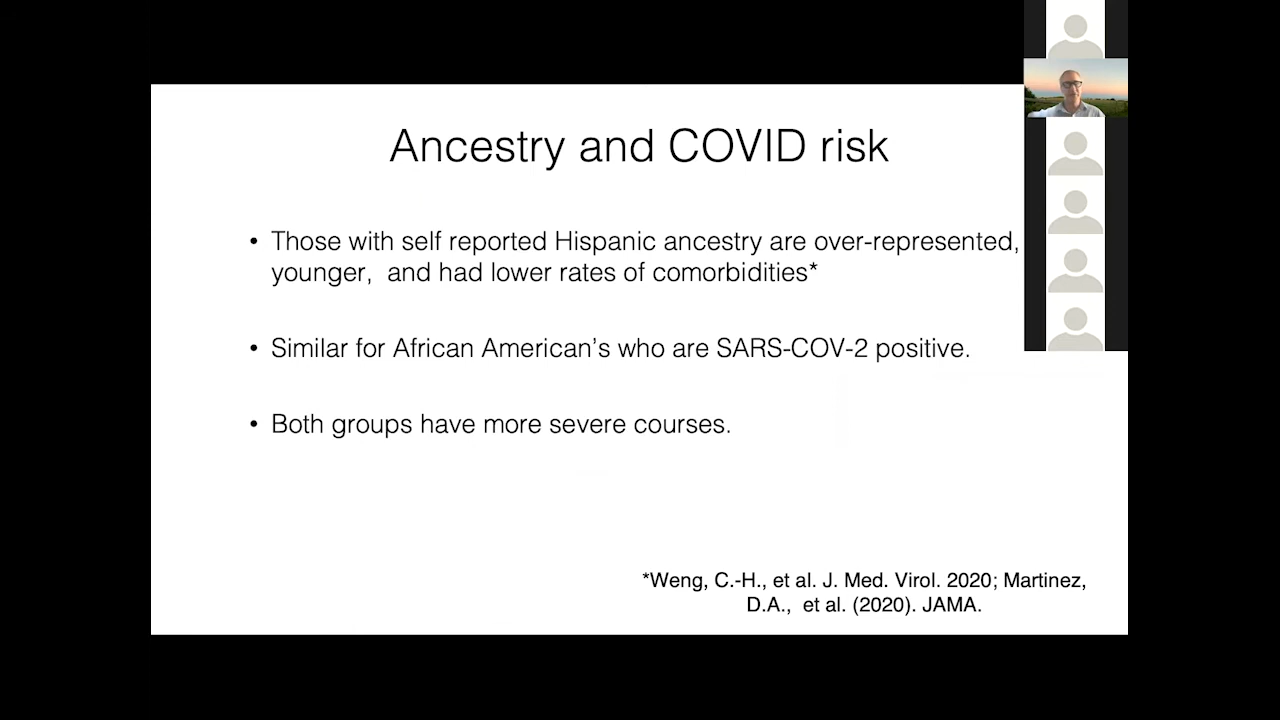 Ancestry and COVID risk
• Those with self reported Hispanic ancestry are over-represented,
younger,  and had lower rates of comorbidities*
• Similar for African American’s who are SARS-COV-2 positive.
• Both groups have more severe courses.
*Weng, C.-H., et al. J. Med. Virol. 2020; Martinez,
D.A.,  et al. (2020). JAMA.